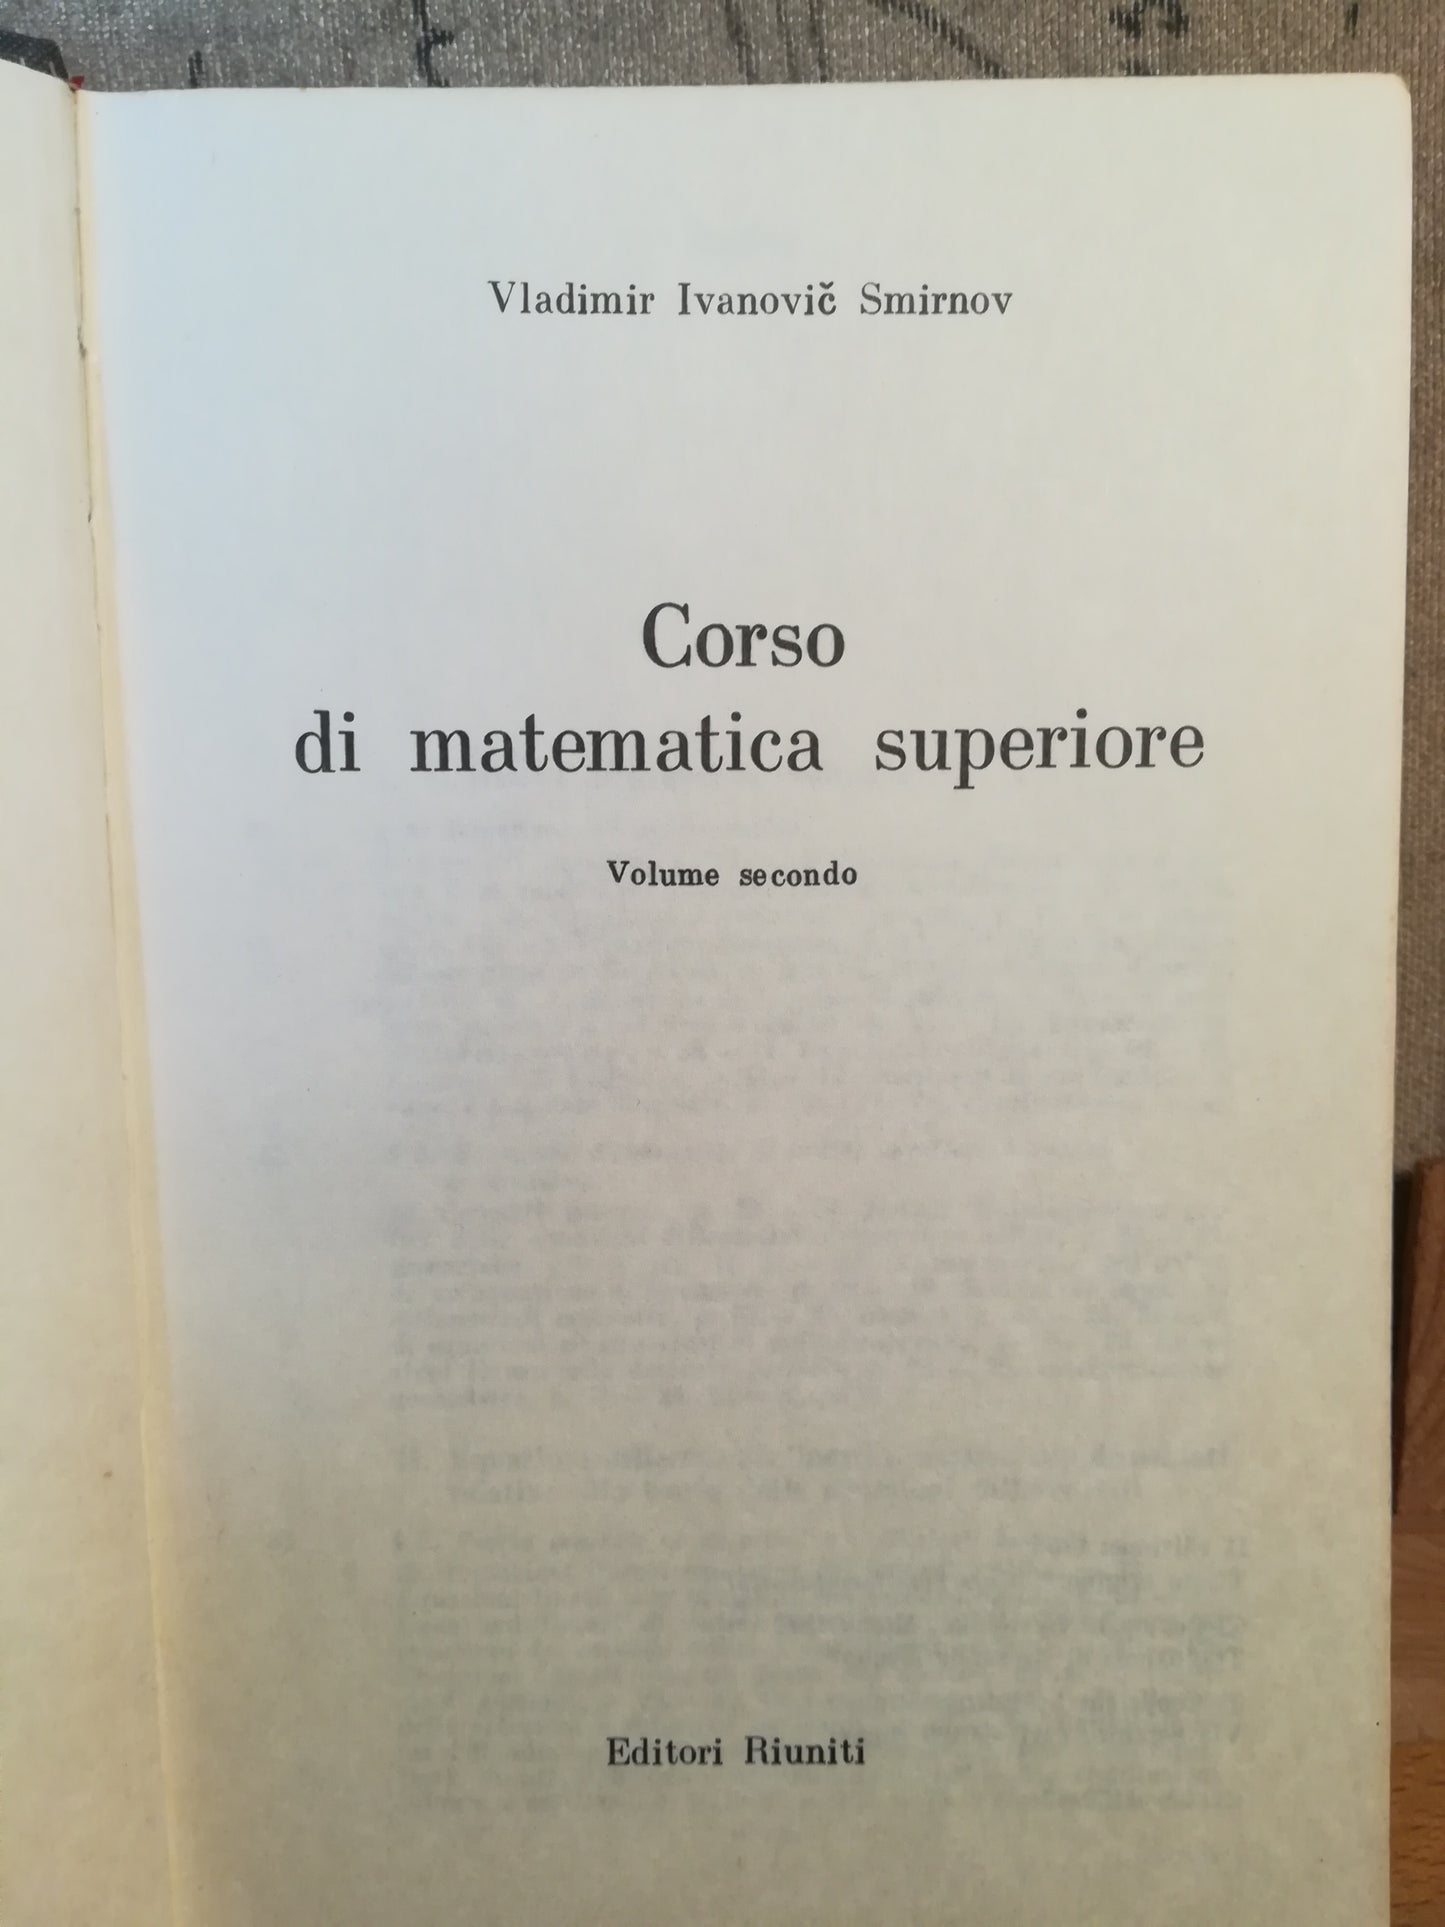 Vladimir Ivanovič Smirnov
Corso
di matematica superiore
Volume secondo
Editori Riuniti